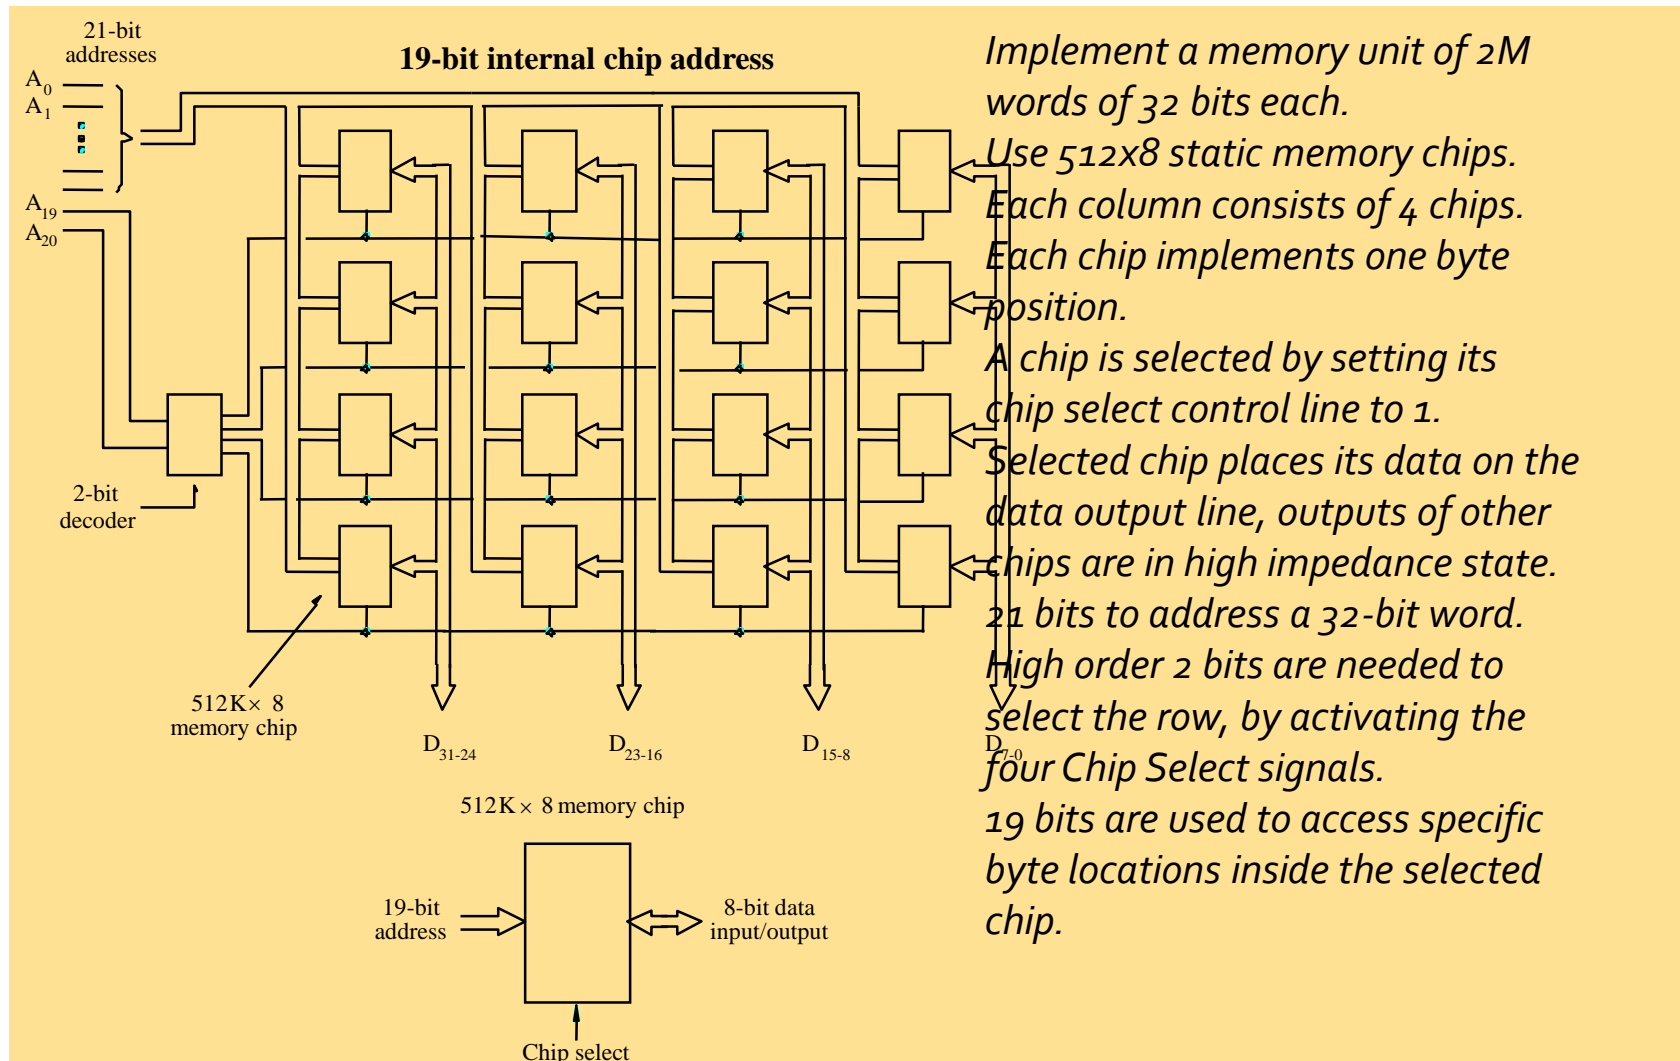 21-bit
addresses
19-bit internal chip address
A0
A1
A19
A20
2-bit
decoder
512K× 8
memory chip
D31-24
D23-16
D15-8
D7-0
512K× 8 memory chip
19-bit
address
8-bit data
input/output
Chip select
Implement a memory unit of 2M
words of 32 bits each.
Use 512x8 static memory chips.
Each column consists of 4 chips.
Each chip implements one byte
position.
A chip is selected by setting its
chip select control line to 1.
Selected chip places its data on the
data output line, outputs of other
chips are in high impedance state.
21 bits to address a 32-bit word.
High order 2 bits are needed to
select the row, by activating the
four Chip Select signals.
19 bits are used to access specific
byte locations inside the selected
chip.